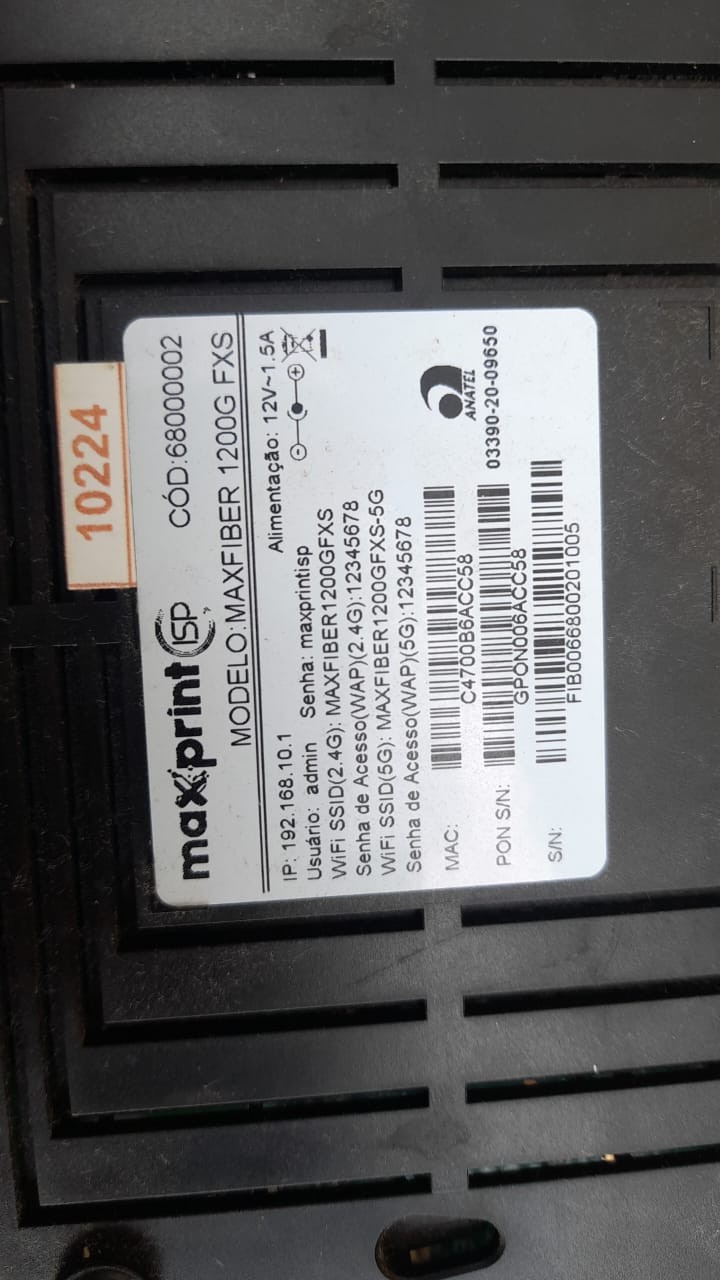 10224
maxprint ISP CÓD:68000002
MODELO:MAXFIBER 1200G FXS
IP: 192.168.10.1 Alimentação: 12V~1.5A
Usuário: admin Senha: maxprintisp
WiFi SSID(2.4G): MAXFIBER1200GFXS
Senha de Acesso(WAP)(2.4G):12345678
WiFi SSID(5G): MAXFIBER1200GFXS-5G
Senha de Acesso(WAP)(5G):12345678
ANATEL
03390-20-09650
MAC:
C4700B6ACC58
PON S/N:
GPON006ACC58
S/N:
FIB0066800201005